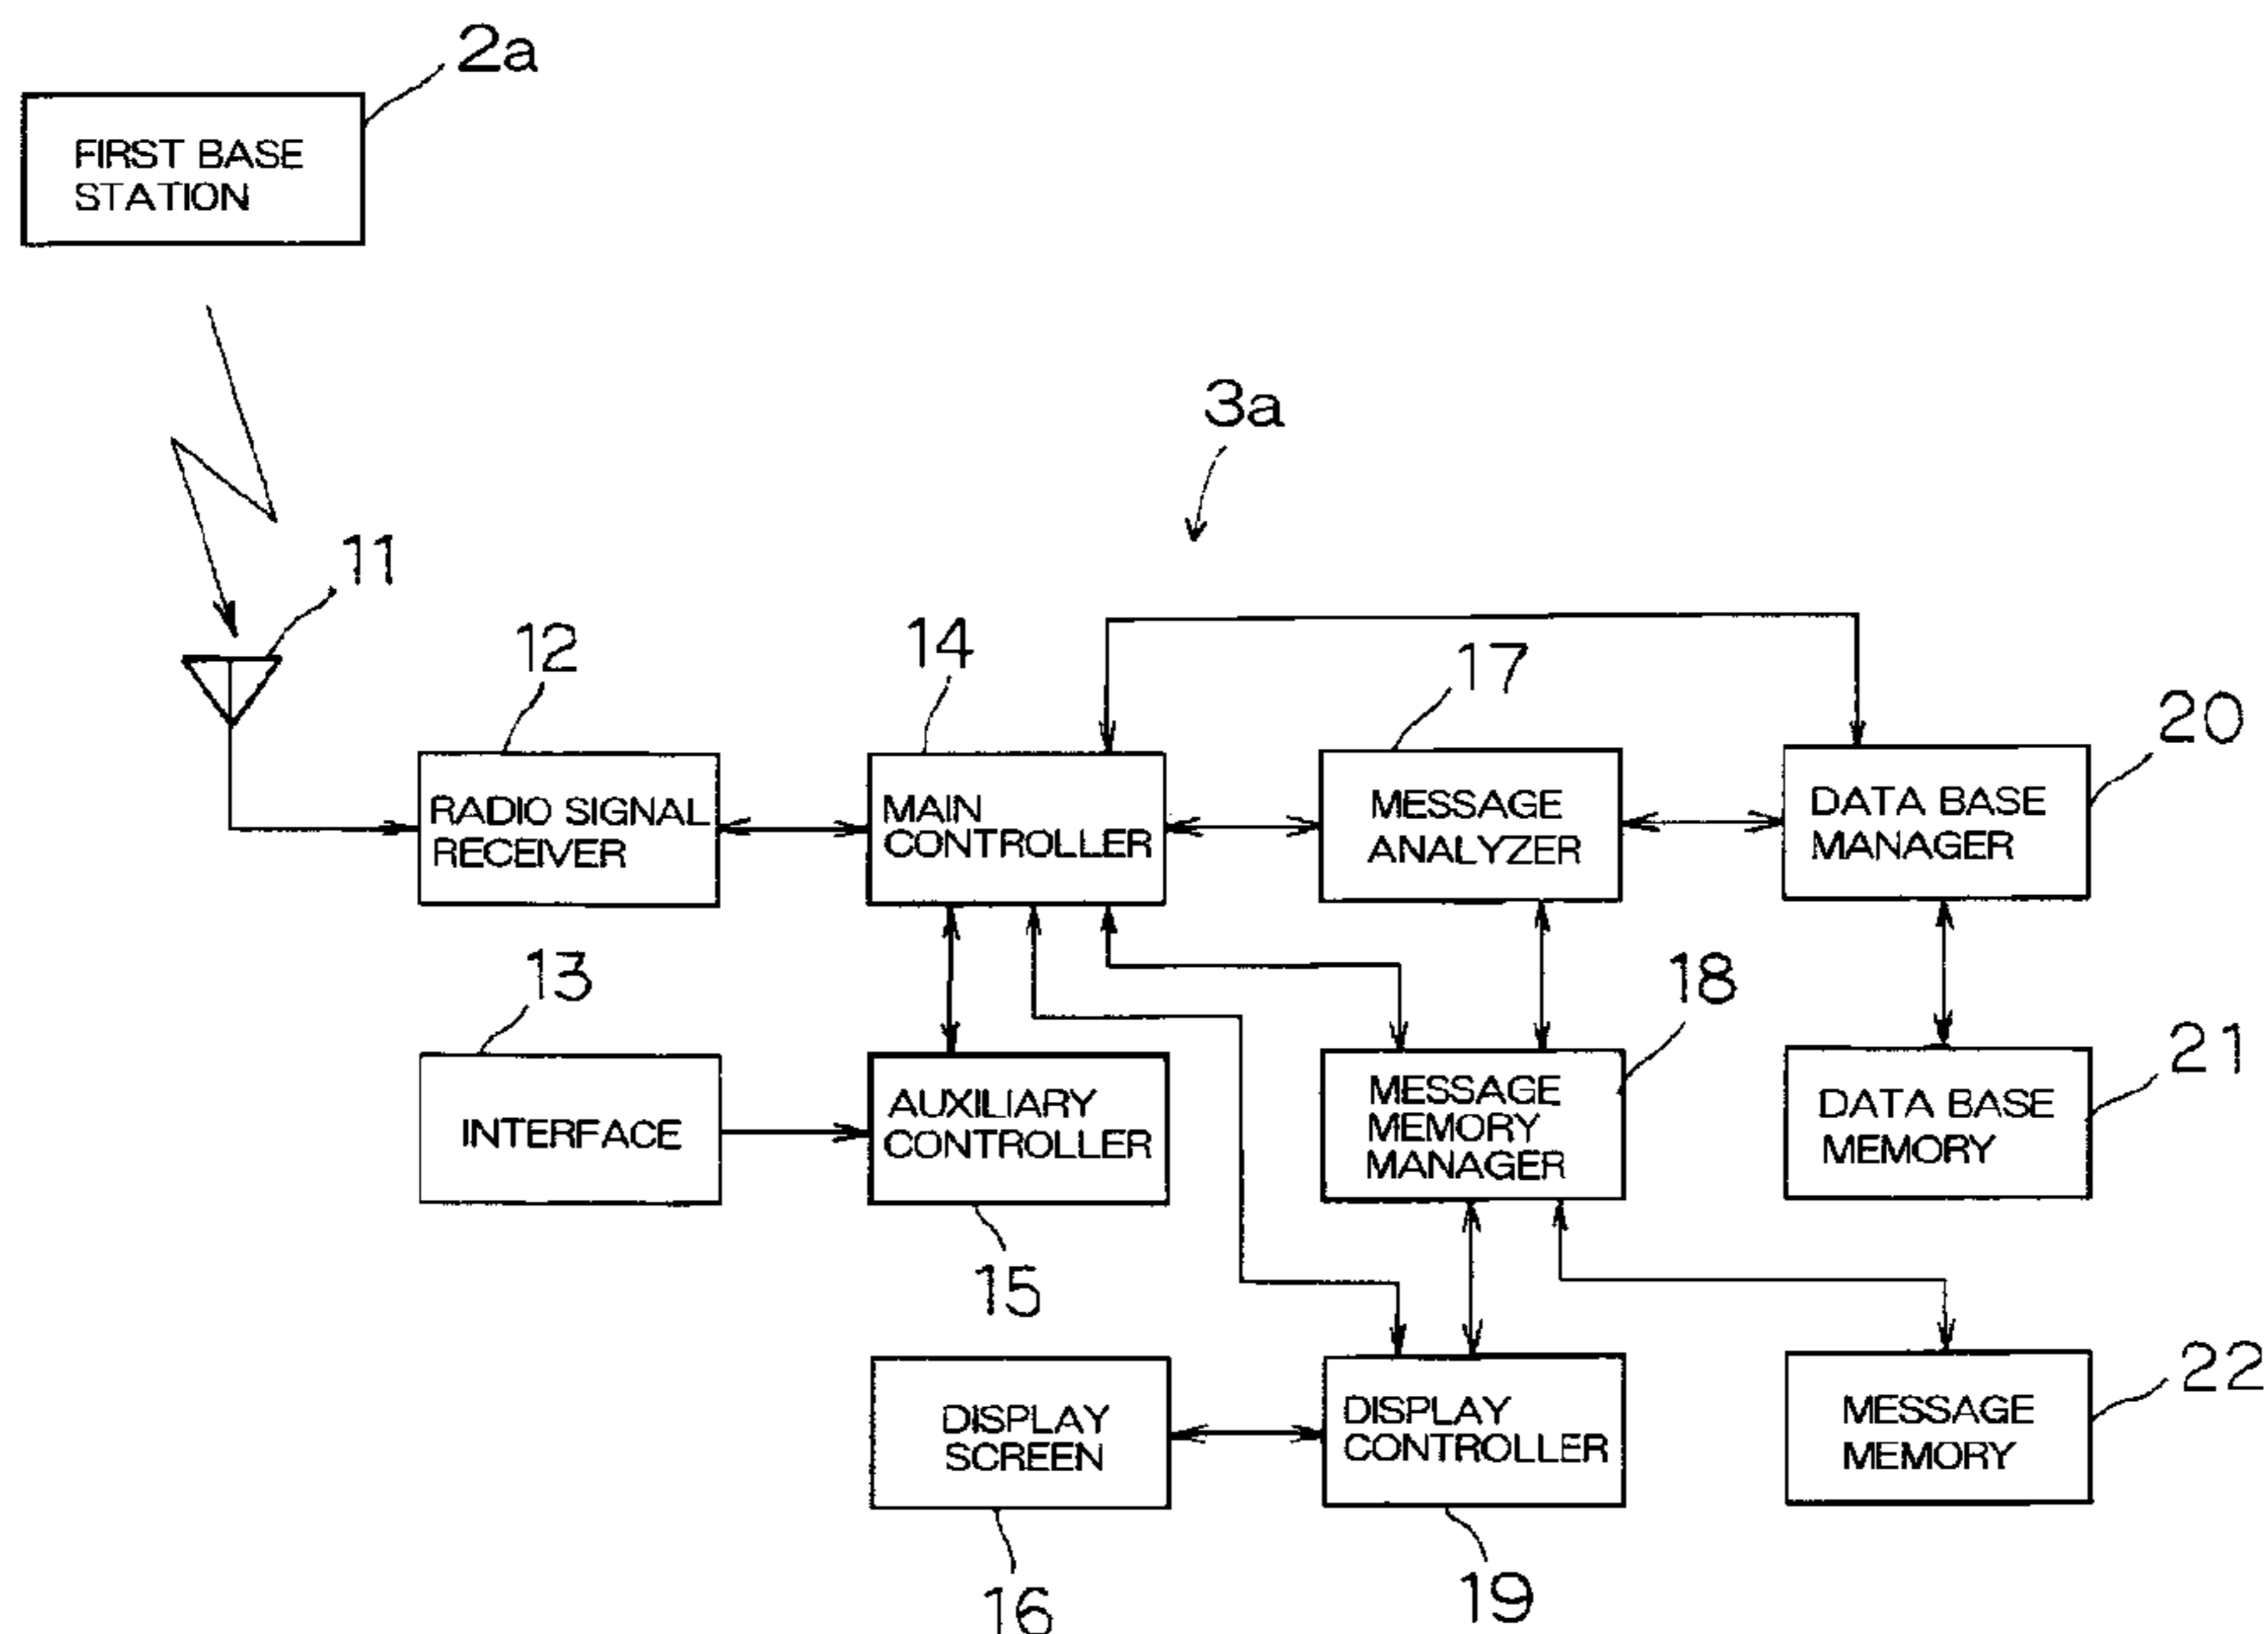 2a
FIRST BASE
STATION
3a
11
12
14
17
20
RADIO SIGNAL
RECEIVER
MAIN
CONTROLLER
MESSAGE
ANALYZER
DATA BASE
MANAGER
13
18
21
INTERFACE
AUXILIARY
CONTROLLER
MESSAGE
MEMORY
MANAGER
DATA BASE
MEMORY
15
22
DISPLAY
SCREEN
DISPLAY
CONTROLLER
MESSAGE
MEMORY
16
19